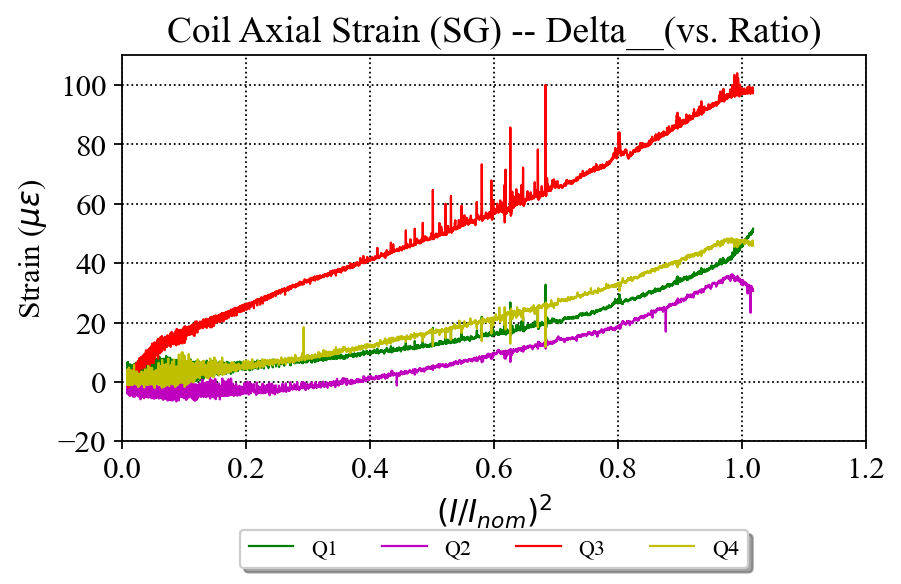 Coil Axial Strain (SG) -- Delta__(vs. Ratio)
Strain (με)
100
80
60
40
20
0
−20
0.0 0.2 0.4 0.6 0.8 1.0 1.2
(I/I_nom)²
Q1 Q2 Q3 Q4